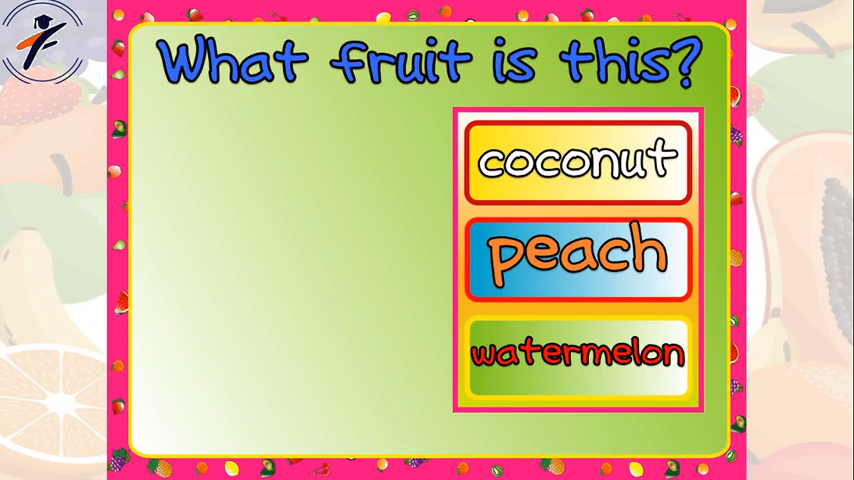 What fruit is this?
coconut
peach
watermelon